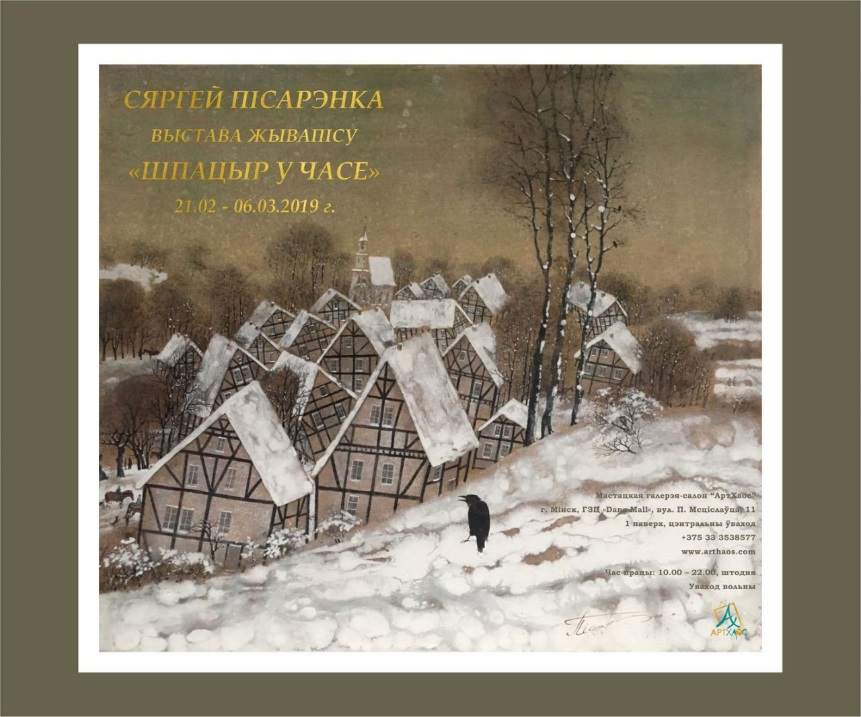 СЯРГЕЙ ПІСАРЭНКА
ВЫСТАВА ЖЫВАПІСУ
«ШПАЦЫР У ЧАСЕ»
21.02 - 06.03.2019 г.
Мастацкая галерэя-салон "АртХаос"
г. Мінск, ГЗЦ «Dana Mall», вул. П. Мсціслаўца, 11
1 паверх, цэнтральны ўваход
+375 33 3538577
www.arthaos.com
Час працы: 10.00 – 22.00, штодня
Уваход вольны
АРТХАОС